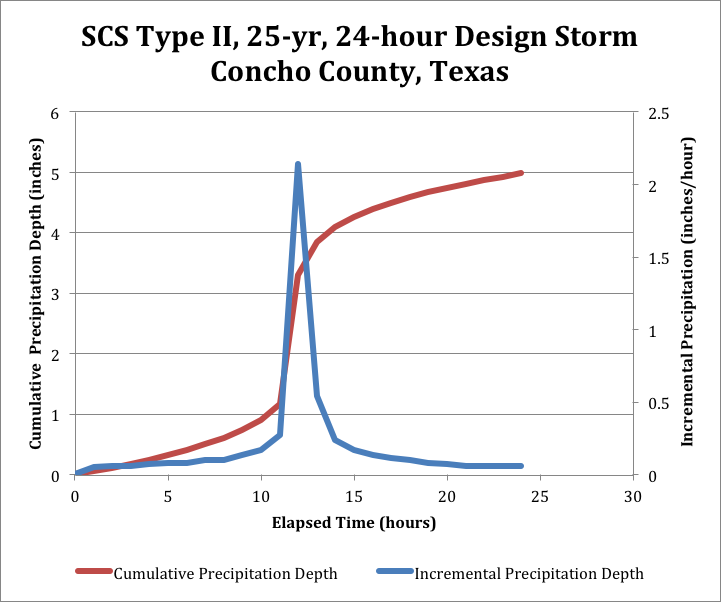 SCS Type II, 25-yr, 24-hour Design Storm
Concho County, Texas
Cumulative Precipitation Depth (inches)
6
5
4
3
2
1
0
2.5
2
1.5
1
0.5
0
Incremental Precipitation (inches/hour)
0 5 10 15 20 25 30
Elapsed Time (hours)
Cumulative Precipitation Depth Incremental Precipitation Depth